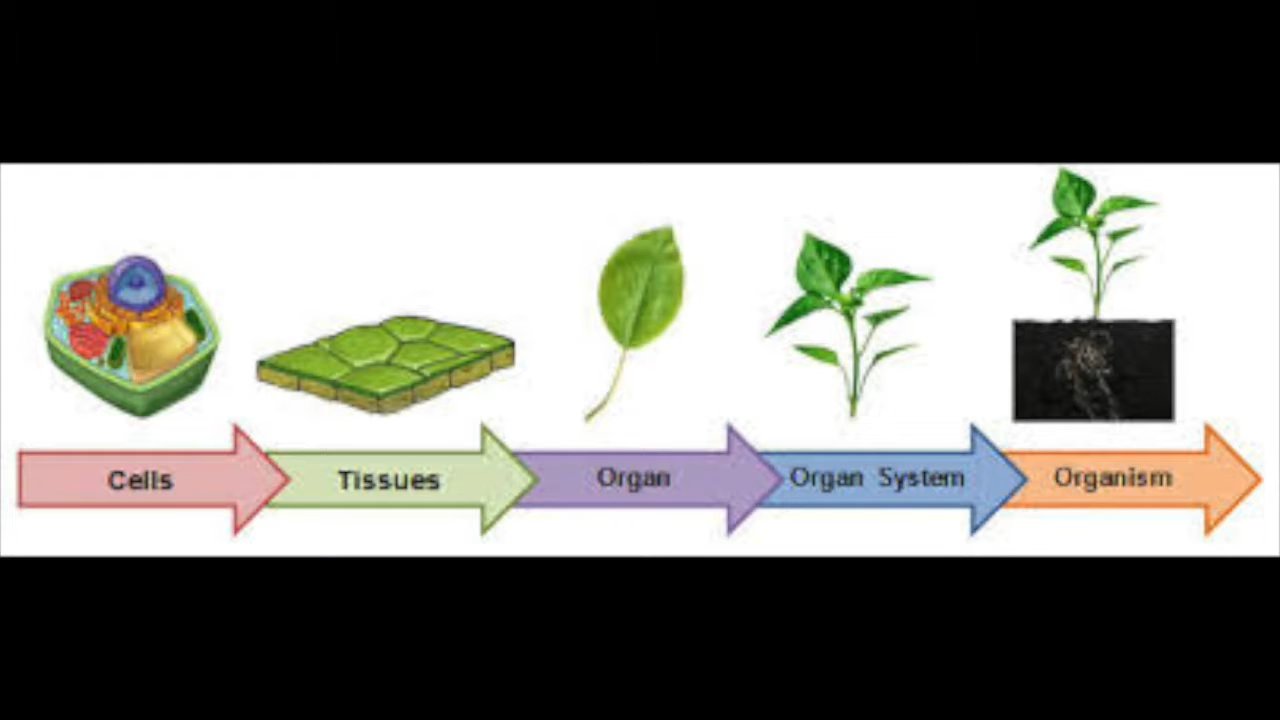 Cells
Tissues
Organ
Organ System
Organism